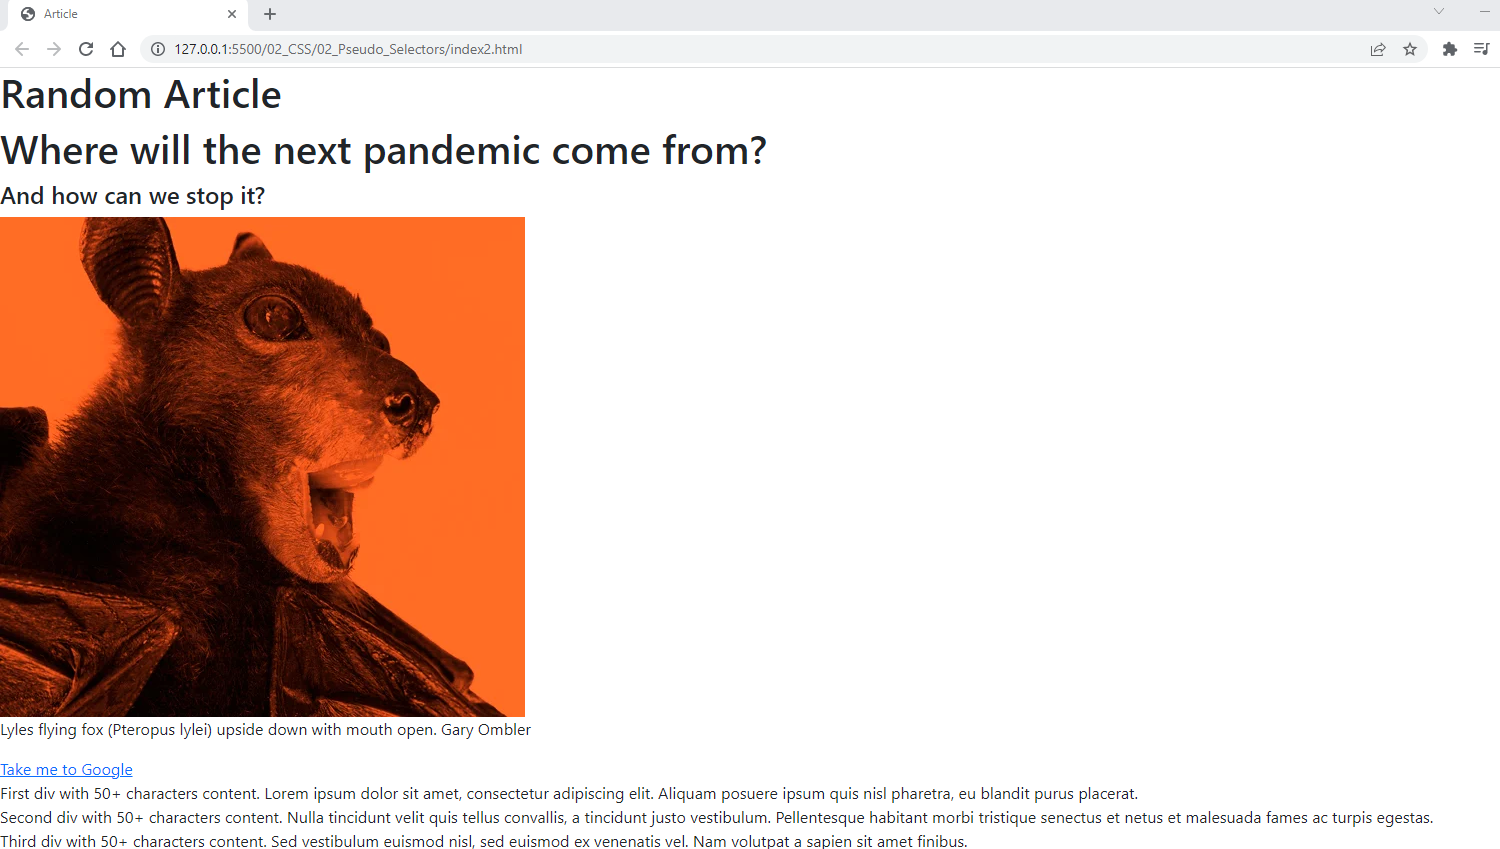 Article
127.0.0.1:5500/02_CSS/02_Pseudo_Selectors/index2.html
Random Article
Where will the next pandemic come from?
And how can we stop it?
Lyles flying fox (Pteropus lylei) upside down with mouth open. Gary Ombler
Take me to Google
First div with 50+ characters content. Lorem ipsum dolor sit amet, consectetur adipiscing elit. Aliquam posuere ipsum quis nisl pharetra, eu blandit purus placerat.
Second div with 50+ characters content. Nulla tincidunt velit quis tellus convallis, a tincidunt justo vestibulum. Pellentesque habitant morbi tristique senectus et netus et malesuada fames ac turpis egestas.
Third div with 50+ characters content. Sed vestibulum euismod nisl, sed euismod ex venenatis vel. Nam volutpat a sapien sit amet finibus.